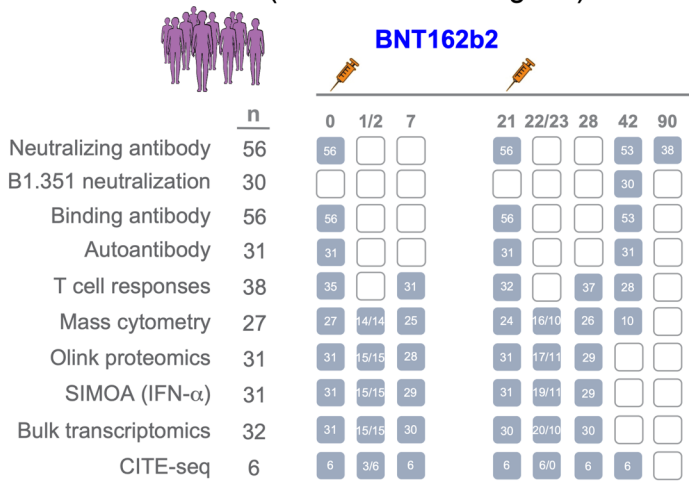 BNT162b2
n 0 1/2 7 21 22/23 28 42 90
Neutralizing antibody 56 56 56 53 38
B1.351 neutralization 30 30
Binding antibody 56 56 56 53
Autoantibody 31 31 31 31
T cell responses 38 35 31 32 37 28
Mass cytometry 27 27 14/14 25 24 16/10 26 10
Olink proteomics 31 31 15/15 28 31 17/11 29
SIMOA (IFN-α) 31 31 15/15 29 31 19/11 29
Bulk transcriptomics 32 31 15/15 30 30 20/10 30
CITE-seq 6 6 3/6 6 6 6/0 6 6